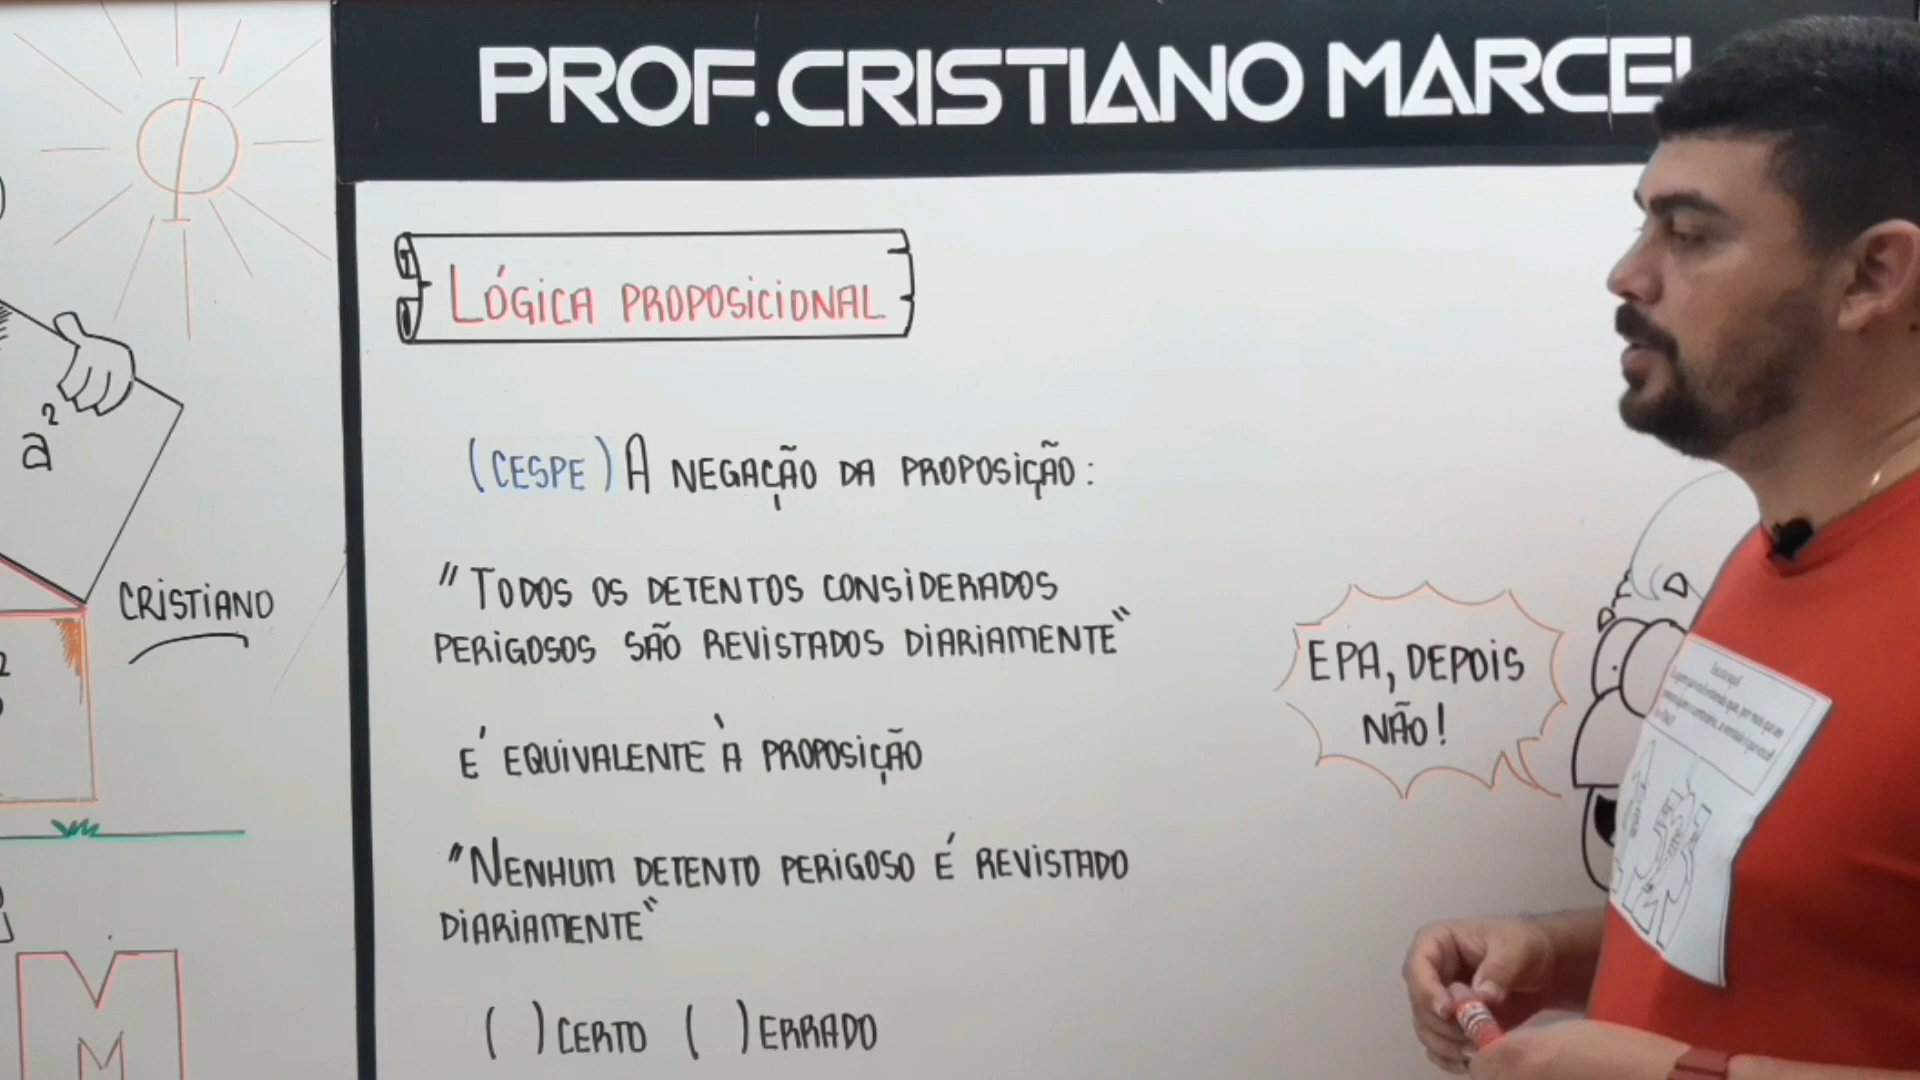 PROF.CRISTIANO MARCEL
LÓGICA PROPOSICIONAL
(CESPE) A NEGAÇÃO DA PROPOSIÇÃO:
"TODOS OS DETENTOS CONSIDERADOS
PERIGOSOS SÃO REVISTADOS DIARIAMENTE"
É EQUIVALENTE À PROPOSIÇÃO
"NENHUM DETENTO PERIGOSO É REVISTADO
DIARIAMENTE"
( ) CERTO ( ) ERRADO
EPA, DEPOIS
NÃO!
a²
CRISTIANO
2
M
M